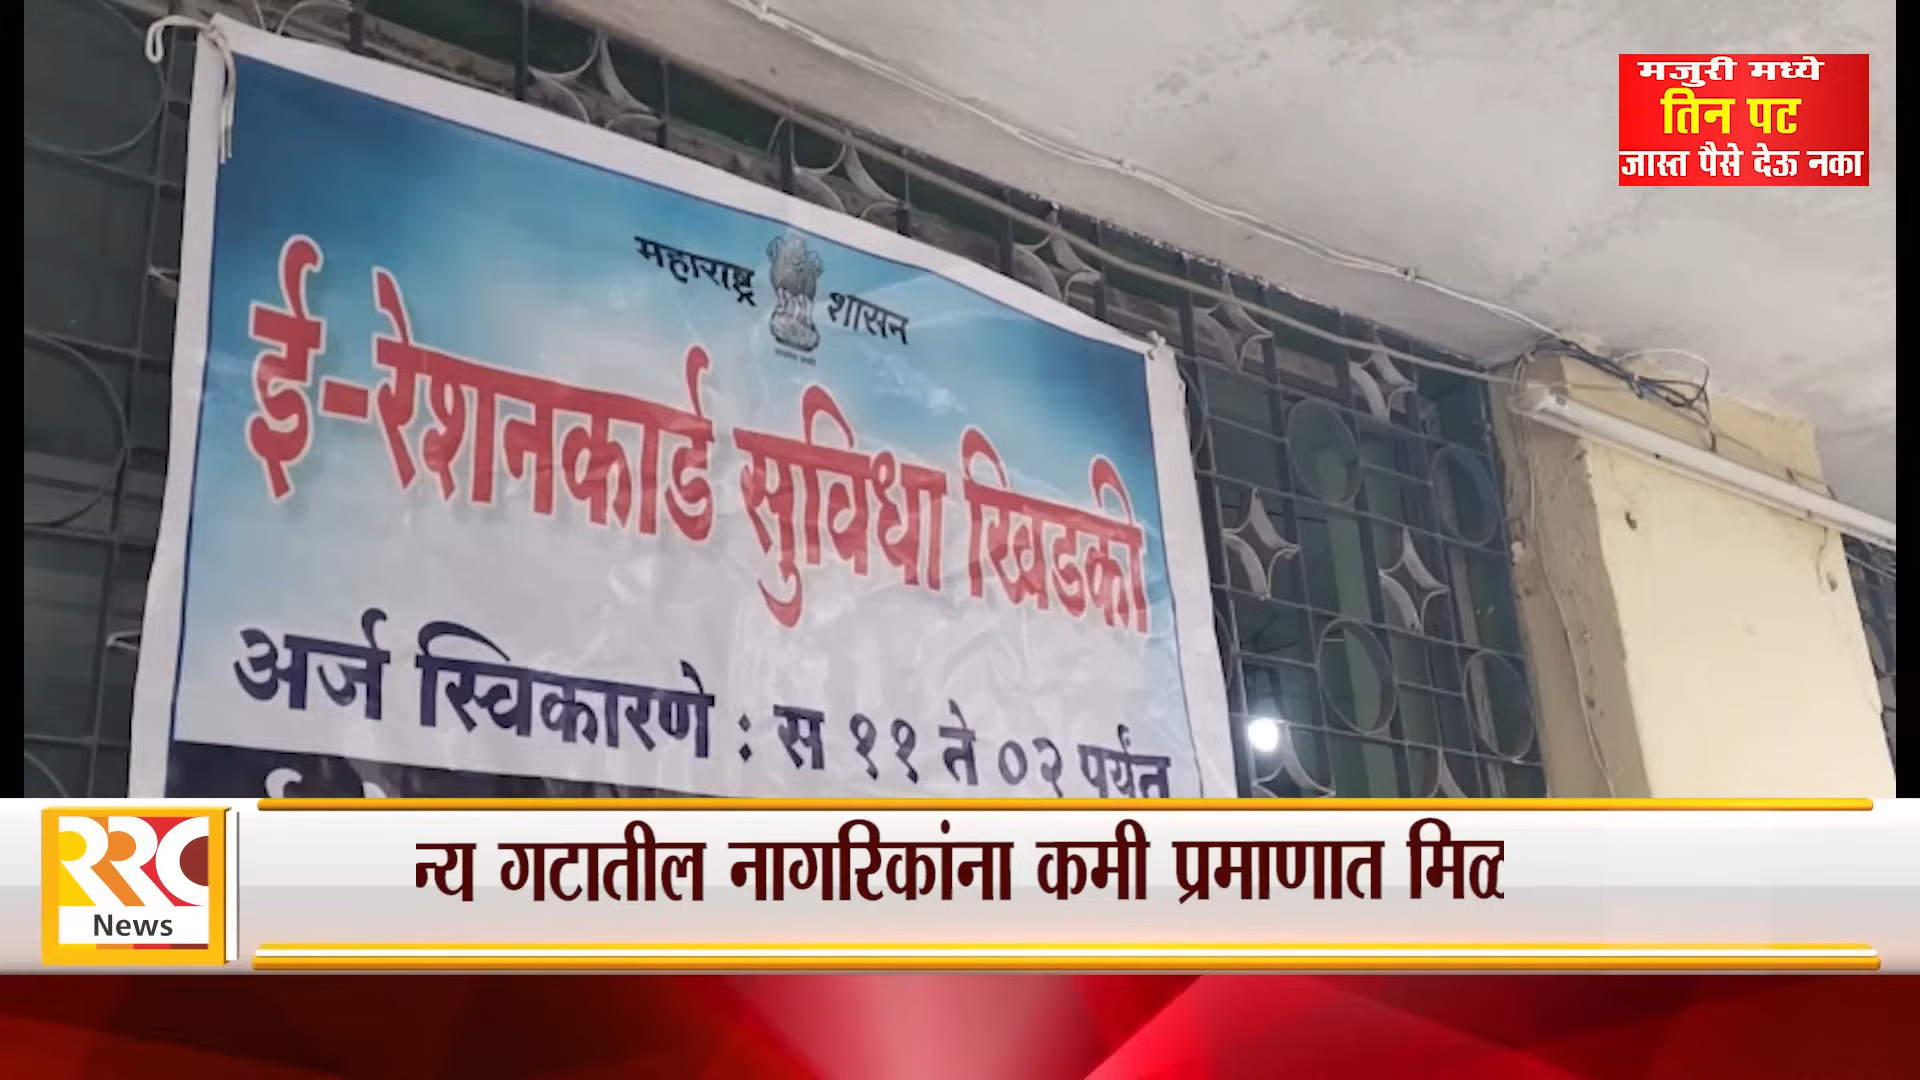 मजुरी मध्ये
तिन पट
जास्त पैसे देऊ नका
महाराष्ट्र शासन
ई-रेशनकार्ड सुविधा खिडकी
अर्ज स्विकारणे : स ११ ते ०२ पर्यंत
न्य गटातील नागरिकांना कमी प्रमाणात मिळ
RRC
News